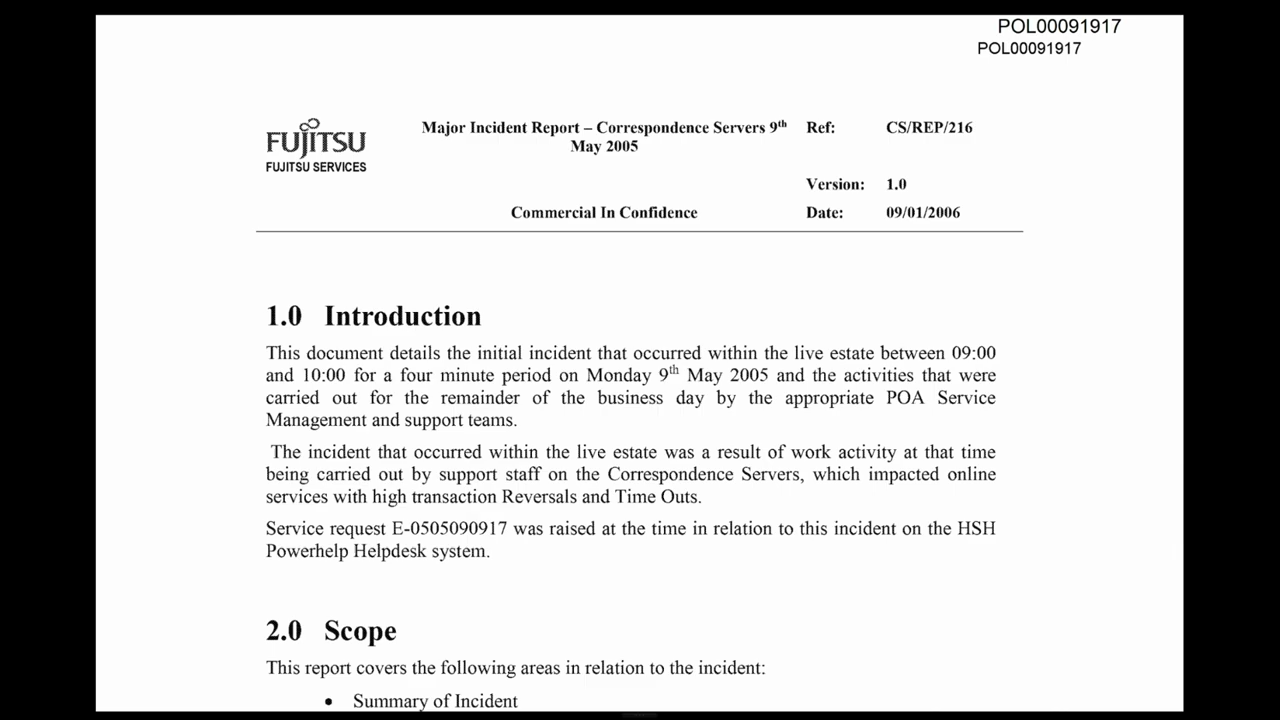 POL00091917
POL00091917
FUJITSU
FUJITSU SERVICES
Major Incident Report – Correspondence Servers 9th
May 2005
Ref: CS/REP/216
Version: 1.0
Commercial In Confidence
Date: 09/01/2006
1.0 Introduction
This document details the initial incident that occurred within the live estate between 09:00
and 10:00 for a four minute period on Monday 9th May 2005 and the activities that were
carried out for the remainder of the business day by the appropriate POA Service
Management and support teams.
The incident that occurred within the live estate was a result of work activity at that time
being carried out by support staff on the Correspondence Servers, which impacted online
services with high transaction Reversals and Time Outs.
Service request E-0505090917 was raised at the time in relation to this incident on the HSH
Powerhelp Helpdesk system.
2.0 Scope
This report covers the following areas in relation to the incident:
• Summary of Incident